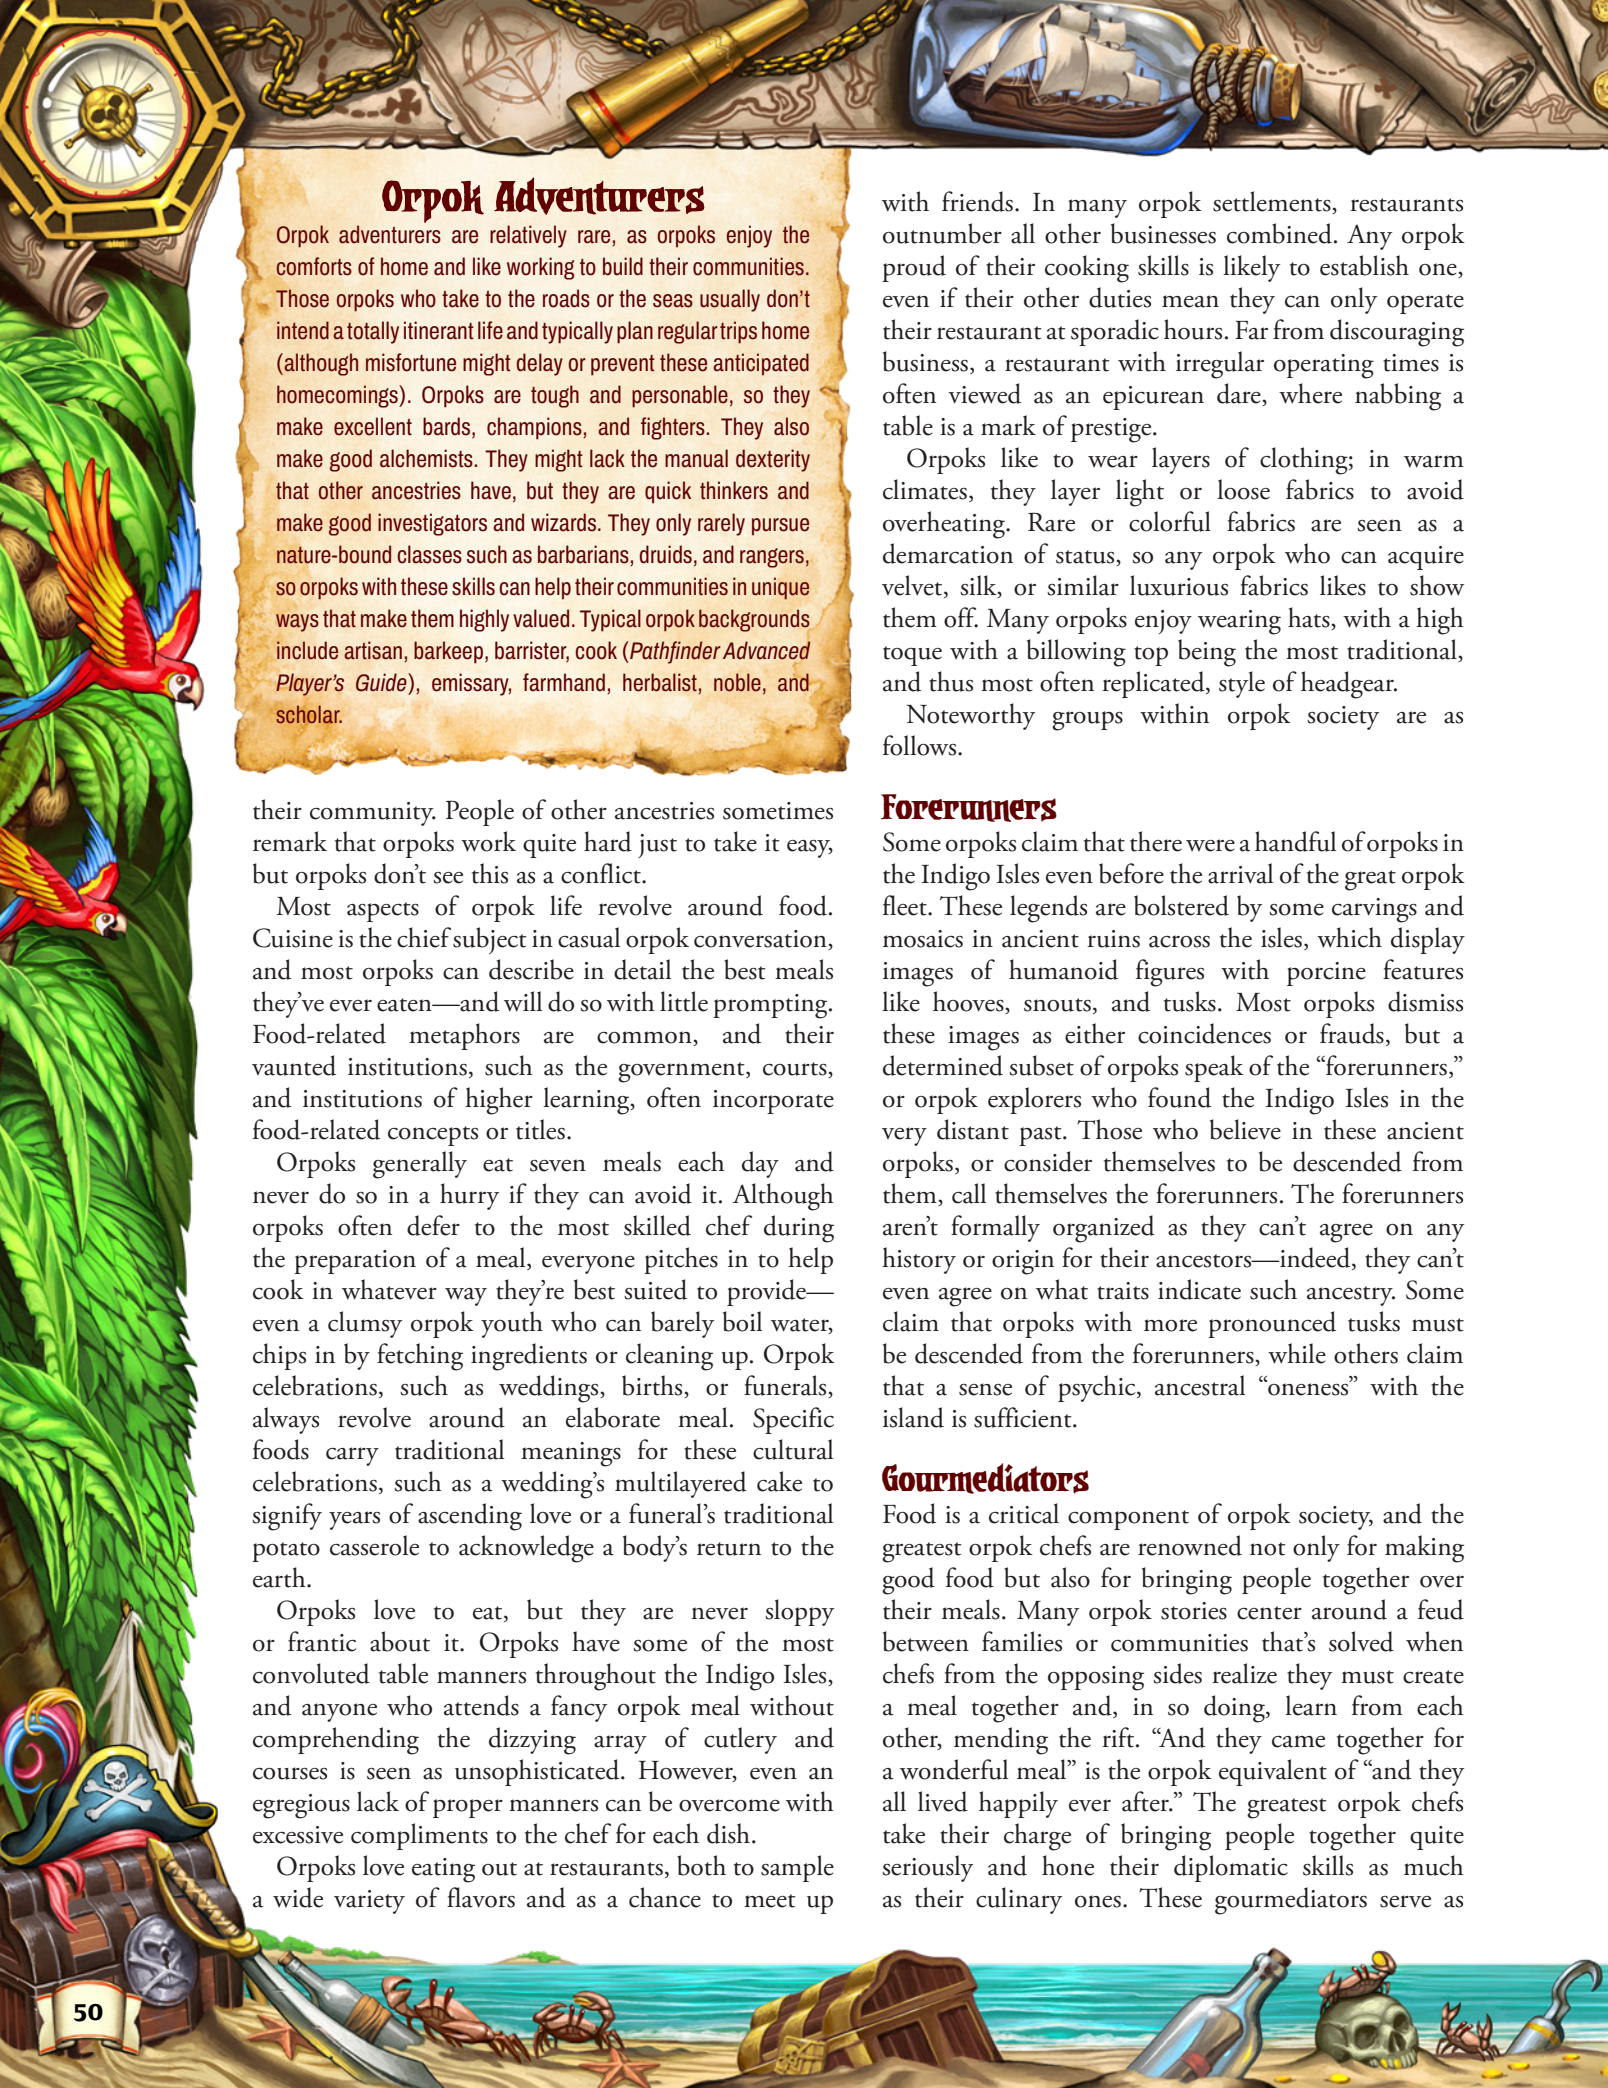 Orpok Adventurers
Orpok adventurers are relatively rare, as orpoks enjoy the
comforts of home and like working to build their communities.
Those orpoks who take to the roads or the seas usually don’t
intend a totally itinerant life and typically plan regular trips home
(although misfortune might delay or prevent these anticipated
homecomings). Orpoks are tough and personable, so they
make excellent bards, champions, and fighters. They also
make good alchemists. They might lack the manual dexterity
that other ancestries have, but they are quick thinkers and
make good investigators and wizards. They only rarely pursue
nature-bound classes such as barbarians, druids, and rangers,
so orpoks with these skills can help their communities in unique
ways that make them highly valued. Typical orpok backgrounds
include artisan, barkeep, barrister, cook (Pathfinder Advanced
Player’s Guide), emissary, farmhand, herbalist, noble, and
scholar.
their community. People of other ancestries sometimes
remark that orpoks work quite hard just to take it easy,
but orpoks don’t see this as a conflict.
Most aspects of orpok life revolve around food.
Cuisine is the chief subject in casual orpok conversation,
and most orpoks can describe in detail the best meals
they’ve ever eaten—and will do so with little prompting.
Food-related metaphors are common, and their
vaunted institutions, such as the government, courts,
and institutions of higher learning, often incorporate
food-related concepts or titles.
Orpoks generally eat seven meals each day and
never do so in a hurry if they can avoid it. Although
orpoks often defer to the most skilled chef during
the preparation of a meal, everyone pitches in to help
cook in whatever way they’re best suited to provide—
even a clumsy orpok youth who can barely boil water,
chips in by fetching ingredients or cleaning up. Orpok
celebrations, such as weddings, births, or funerals,
always revolve around an elaborate meal. Specific
foods carry traditional meanings for these cultural
celebrations, such as a wedding’s multilayered cake to
signify years of ascending love or a funeral’s traditional
potato casserole to acknowledge a body’s return to the
earth.
Orpoks love to eat, but they are never sloppy
or frantic about it. Orpoks have some of the most
convoluted table manners throughout the Indigo Isles,
and anyone who attends a fancy orpok meal without
comprehending the dizzying array of cutlery and
courses is seen as unsophisticated. However, even an
egregious lack of proper manners can be overcome with
excessive compliments to the chef for each dish.
Orpoks love eating out at restaurants, both to sample
a wide variety of flavors and as a chance to meet up
with friends. In many orpok settlements, restaurants
outnumber all other businesses combined. Any orpok
proud of their cooking skills is likely to establish one,
even if their other duties mean they can only operate
their restaurant at sporadic hours. Far from discouraging
business, a restaurant with irregular operating times is
often viewed as an epicurean dare, where nabbing a
table is a mark of prestige.
Orpoks like to wear layers of clothing; in warm
climates, they layer light or loose fabrics to avoid
overheating. Rare or colorful fabrics are seen as a
demarcation of status, so any orpok who can acquire
velvet, silk, or similar luxurious fabrics likes to show
them off. Many orpoks enjoy wearing hats, with a high
toque with a billowing top being the most traditional,
and thus most often replicated, style of headgear.
Noteworthy groups within orpok society are as
follows.
Forerunners
Some orpoks claim that there were a handful of orpoks in
the Indigo Isles even before the arrival of the great orpok
fleet. These legends are bolstered by some carvings and
mosaics in ancient ruins across the isles, which display
images of humanoid figures with porcine features
like hooves, snouts, and tusks. Most orpoks dismiss
these images as either coincidences or frauds, but a
determined subset of orpoks speak of the “forerunners,”
or orpok explorers who found the Indigo Isles in the
very distant past. Those who believe in these ancient
orpoks, or consider themselves to be descended from
them, call themselves the forerunners. The forerunners
aren’t formally organized as they can’t agree on any
history or origin for their ancestors—indeed, they can’t
even agree on what traits indicate such ancestry. Some
claim that orpoks with more pronounced tusks must
be descended from the forerunners, while others claim
that a sense of psychic, ancestral “oneness” with the
island is sufficient.
Gourmediators
Food is a critical component of orpok society, and the
greatest orpok chefs are renowned not only for making
good food but also for bringing people together over
their meals. Many orpok stories center around a feud
between families or communities that’s solved when
chefs from the opposing sides realize they must create
a meal together and, in so doing, learn from each
other, mending the rift. “And they came together for
a wonderful meal” is the orpok equivalent of “and they
all lived happily ever after.” The greatest orpok chefs
take their charge of bringing people together quite
seriously and hone their diplomatic skills as much
as their culinary ones. These gourmediators serve as
50